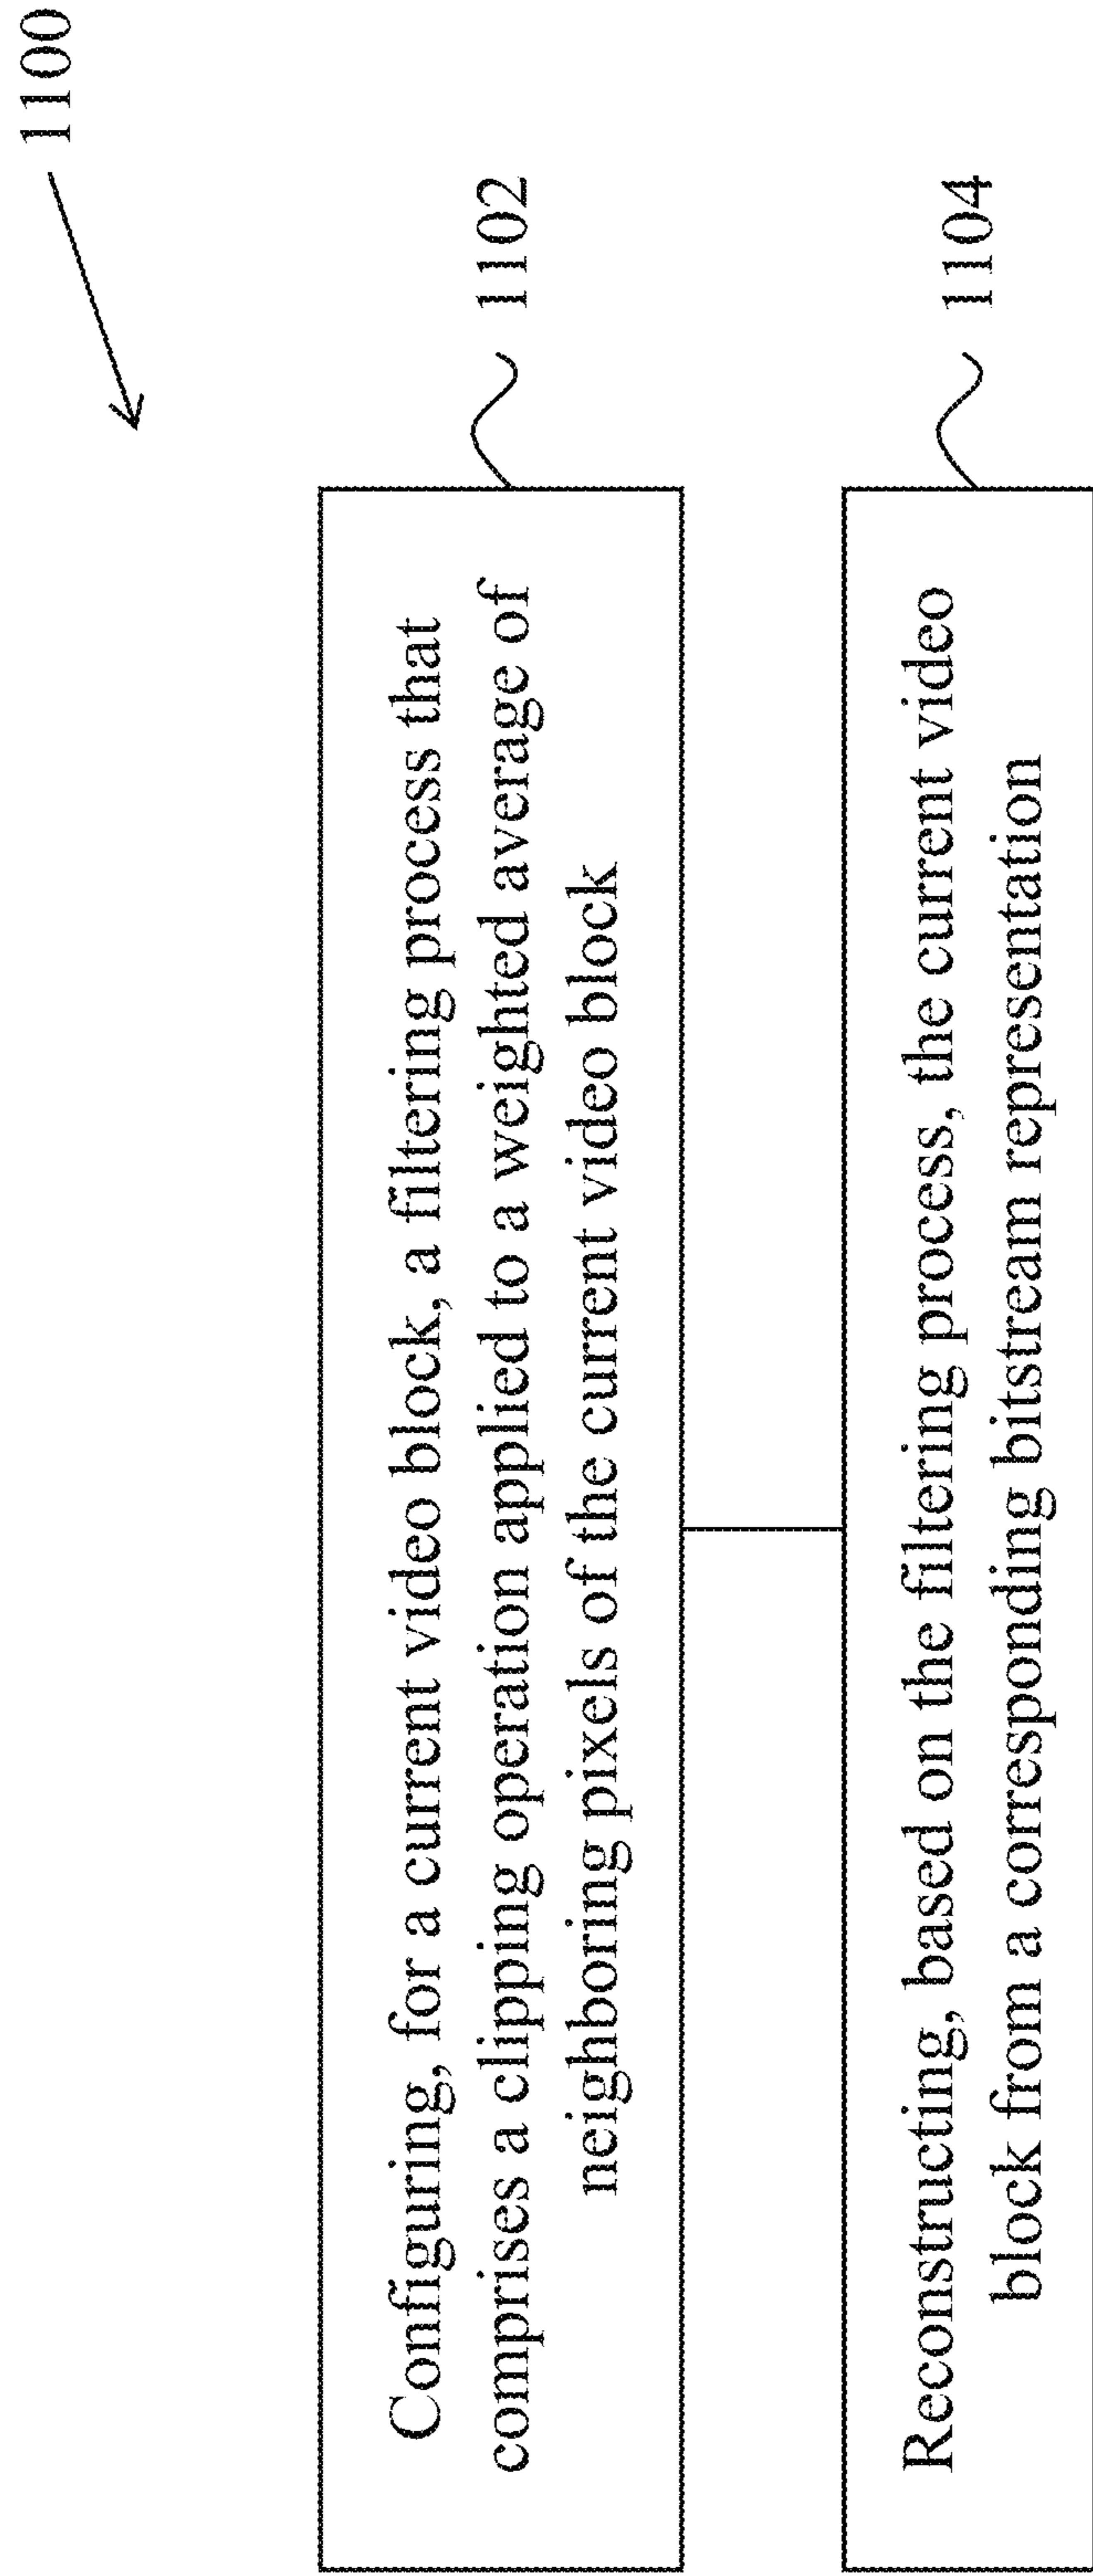 1100
Configuring, for a current video block, a filtering process that
comprises a clipping operation applied to a weighted average of
neighboring pixels of the current video block
1102
Reconstructing, based on the filtering process, the current video
block from a corresponding bitstream representation
1104